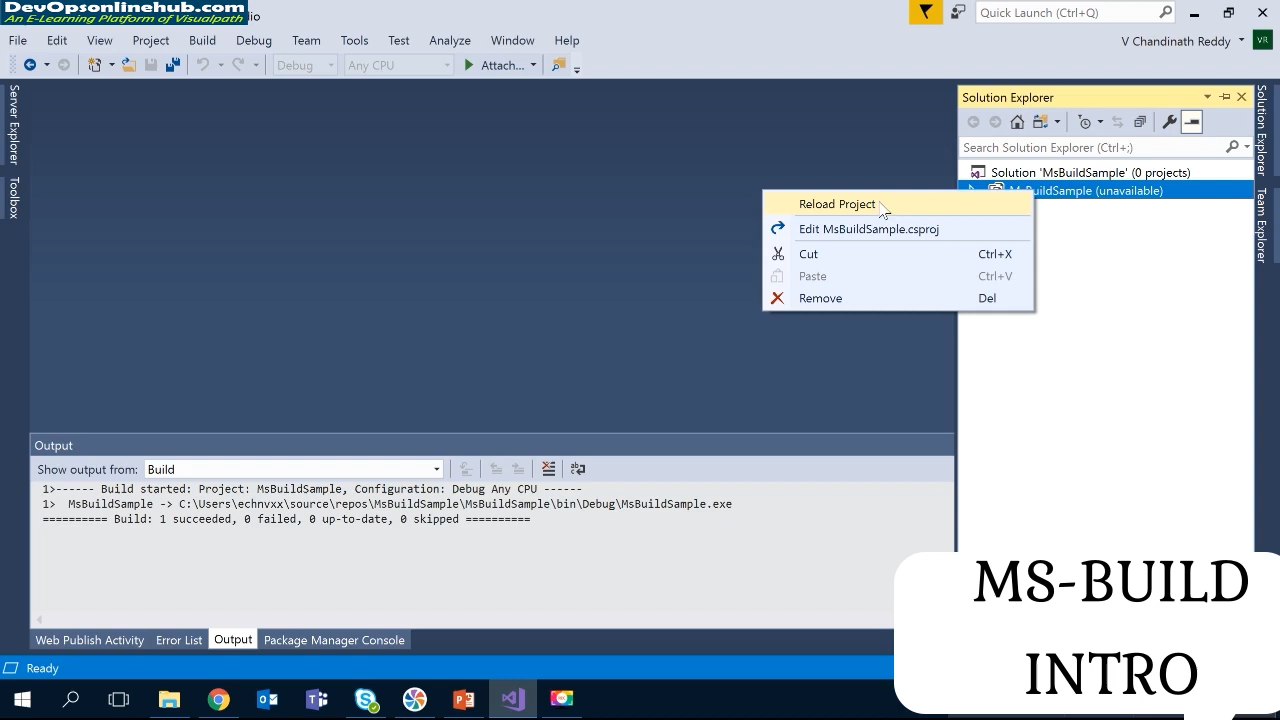 DevOpsonlinehub.com
An E-Learning Platform of Visualpath
io
Quick Launch (Ctrl+Q)
File Edit View Project Build Debug Team Tools Test Analyze Window Help
V Chandinath Reddy VR
Debug Any CPU Attach...
Server Explorer
Toolbox
Solution Explorer
Search Solution Explorer (Ctrl+;)
Solution 'MsBuildSample' (0 projects)
MsBuildSample (unavailable)
Reload Project
Edit MsBuildSample.csproj
Cut Ctrl+X
Paste Ctrl+V
Remove Del
Solution Explorer
Team Explorer
Output
Show output from: Build
1>------ Build started: Project: MsBuildSample, Configuration: Debug Any CPU ------
1> MsBuildSample -> C:\Users\echnvxx\source\repos\MsBuildSample\MsBuildSample\bin\Debug\MsBuildSample.exe
========== Build: 1 succeeded, 0 failed, 0 up-to-date, 0 skipped ==========
Web Publish Activity Error List Output Package Manager Console
Ready
MS-BUILD
INTRO